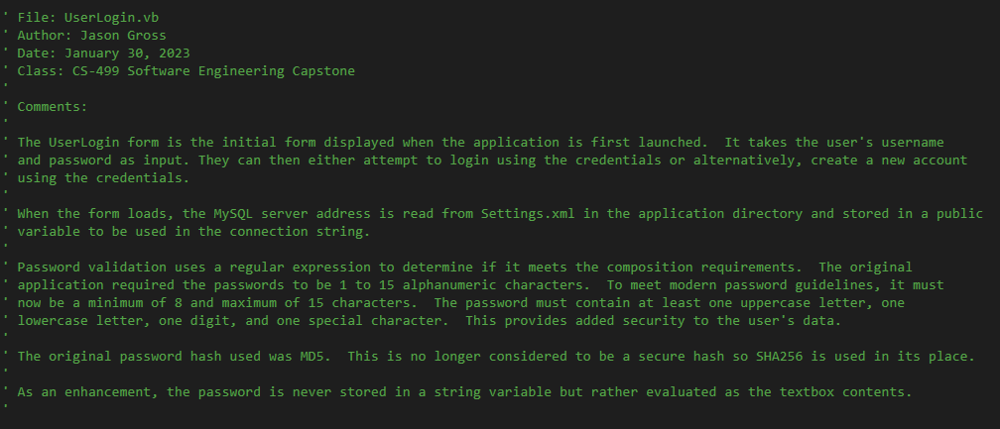 ' File: UserLogin.vb
' Author: Jason Gross
' Date: January 30, 2023
' Class: CS-499 Software Engineering Capstone
'
' Comments:
'
' The UserLogin form is the initial form displayed when the application is first launched.  It takes the user's username
' and password as input. They can then either attempt to login using the credentials or alternatively, create a new account
' using the credentials.
'
' When the form loads, the MySQL server address is read from Settings.xml in the application directory and stored in a public
' variable to be used in the connection string.
'
' Password validation uses a regular expression to determine if it meets the composition requirements.  The original
' application required the passwords to be 1 to 15 alphanumeric characters.  To meet modern password guidelines, it must
' now be a minimum of 8 and maximum of 15 characters.  The password must contain at least one uppercase letter, one
' lowercase letter, one digit, and one special character.  This provides added security to the user's data.
'
' The original password hash used was MD5.  This is no longer considered to be a secure hash so SHA256 is used in its place.
'
' As an enhancement, the password is never stored in a string variable but rather evaluated as the textbox contents.
'